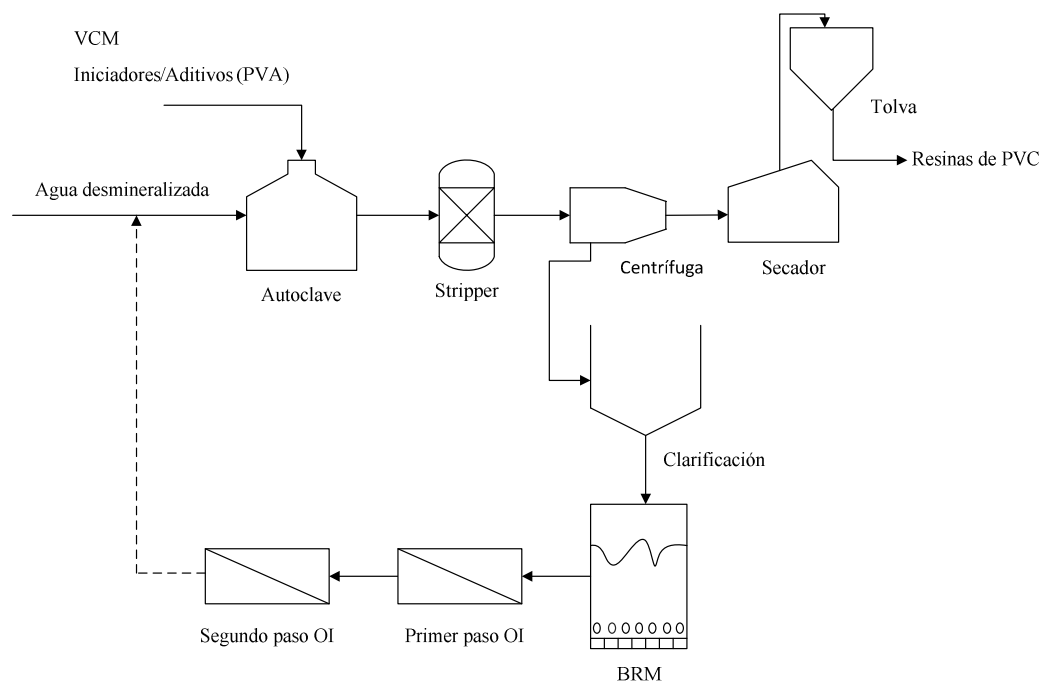 VCM
Iniciadores/Aditivos (PVA)
Tolva
Resinas de PVC
Agua desmineralizada
Autoclave
Stripper
Centrífuga
Secador
Clarificación
Segundo paso OI
Primer paso OI
BRM